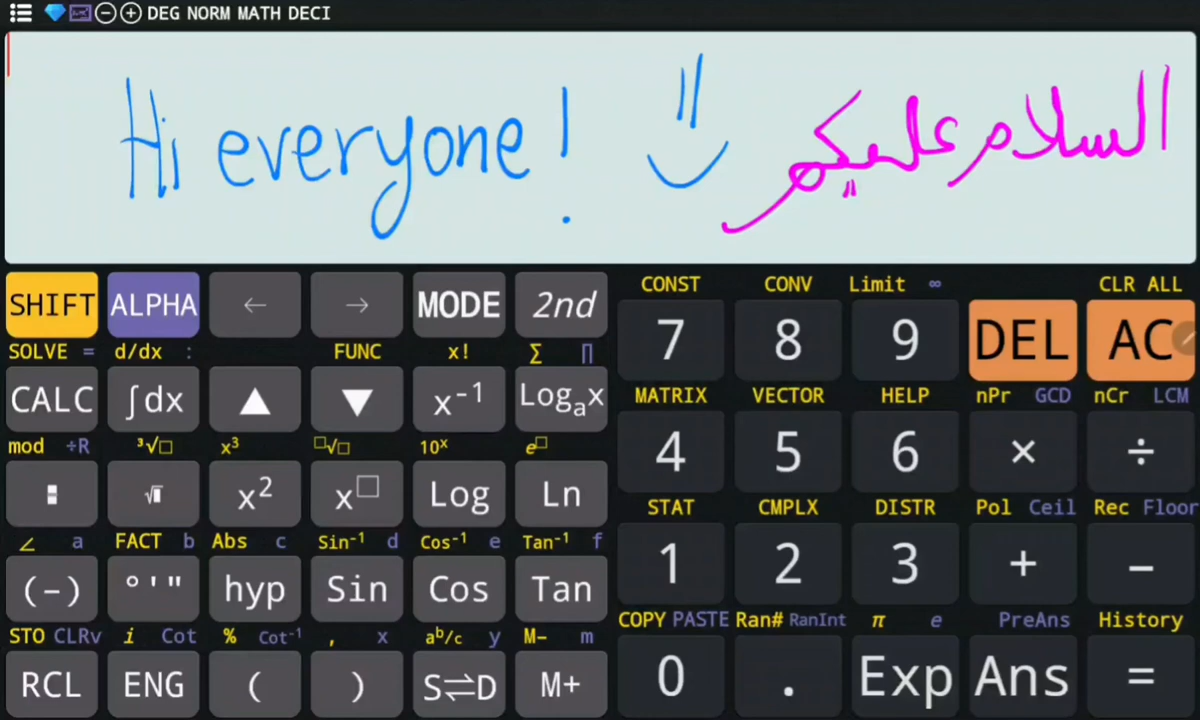 DEG NORM MATH DECI
Hi everyone! السلام عليكم
SHIFT ALPHA ← → MODE 2nd
CONST CONV Limit ∞ CLR ALL
7 8 9 DEL AC
SOLVE = d/dx : FUNC x! ∑ ∏
CALC ∫dx ▲ ▼ x⁻¹ Logₐx
MATRIX VECTOR HELP nPr GCD nCr LCM
4 5 6 × ÷
mod ÷R ³√□ x³ □√□ 10ˣ e□
√ x² x□ Log Ln
STAT CMPLX DISTR Pol Ceil Rec Floor
1 2 3 + −
∠ a FACT b Abs c Sin⁻¹ d Cos⁻¹ e Tan⁻¹ f
(-) °'" hyp Sin Cos Tan
COPY PASTE Ran# RanInt π e PreAns History
0 . Exp Ans =
STO CLRv i Cot % Cot⁻¹ , x aᵇ/c y M− m
RCL ENG ( ) S⇌D M+